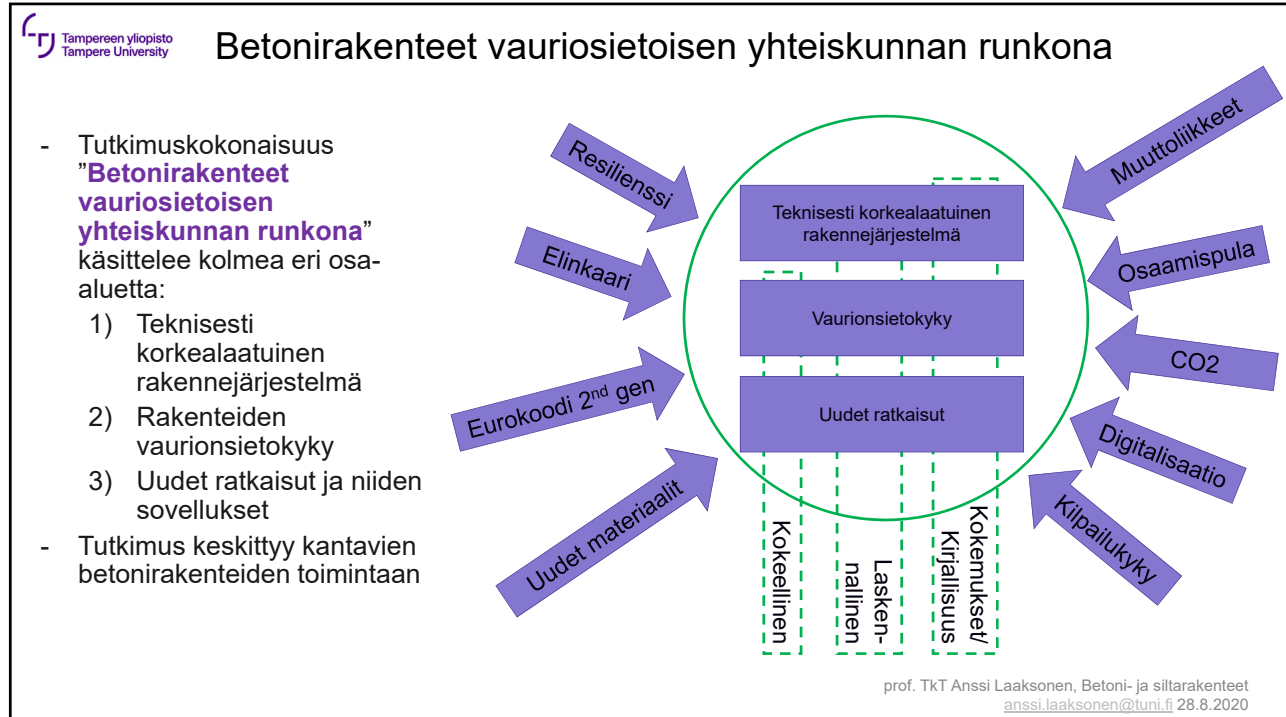 Tampereen yliopisto
Tampere University
Betonirakenteet vauriosietoisen yhteiskunnan runkona
- Tutkimuskokonaisuus
”Betonirakenteet
vauriosietoisen
yhteiskunnan runkona”
käsittelee kolmea eri osa-
aluetta:
1) Teknisesti
korkealaatuinen
rakennejärjestelmä
2) Rakenteiden
vaurionsietokyky
3) Uudet ratkaisut ja niiden
sovellukset
- Tutkimus keskittyy kantavien
betonirakenteiden toimintaan
Resilienssi
Elinkaari
Eurokoodi 2nd gen
Uudet materiaalit
Teknisesti korkealaatuinen
rakennejärjestelmä
Vaurionsietokyky
Uudet ratkaisut
Kokeellinen
Lasken-
nallinen
Kokemukset/
Kirjallisuus
Muuttoliikkeet
Osaamispula
CO2
Digitalisaatio
Kilpailukyky
prof. TkT Anssi Laaksonen, Betoni- ja siltarakenteet
anssi.laaksonen@tuni.fi 28.8.2020